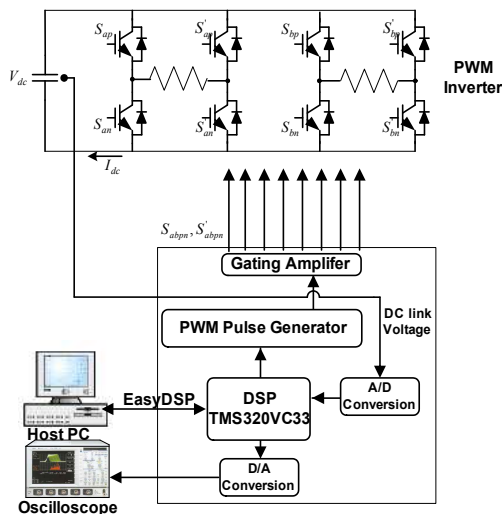 S_ap S'_ap S_bp S'_bp
V_dc
PWM
Inverter
S_an S'_an S_bn S'_bn
I_dc
S_abpn, S'_abpn
Gating Amplifer
PWM Pulse Generator
DC link
Voltage
EasyDSP
DSP
TMS320VC33
A/D
Conversion
Host PC
D/A
Conversion
Oscilloscope